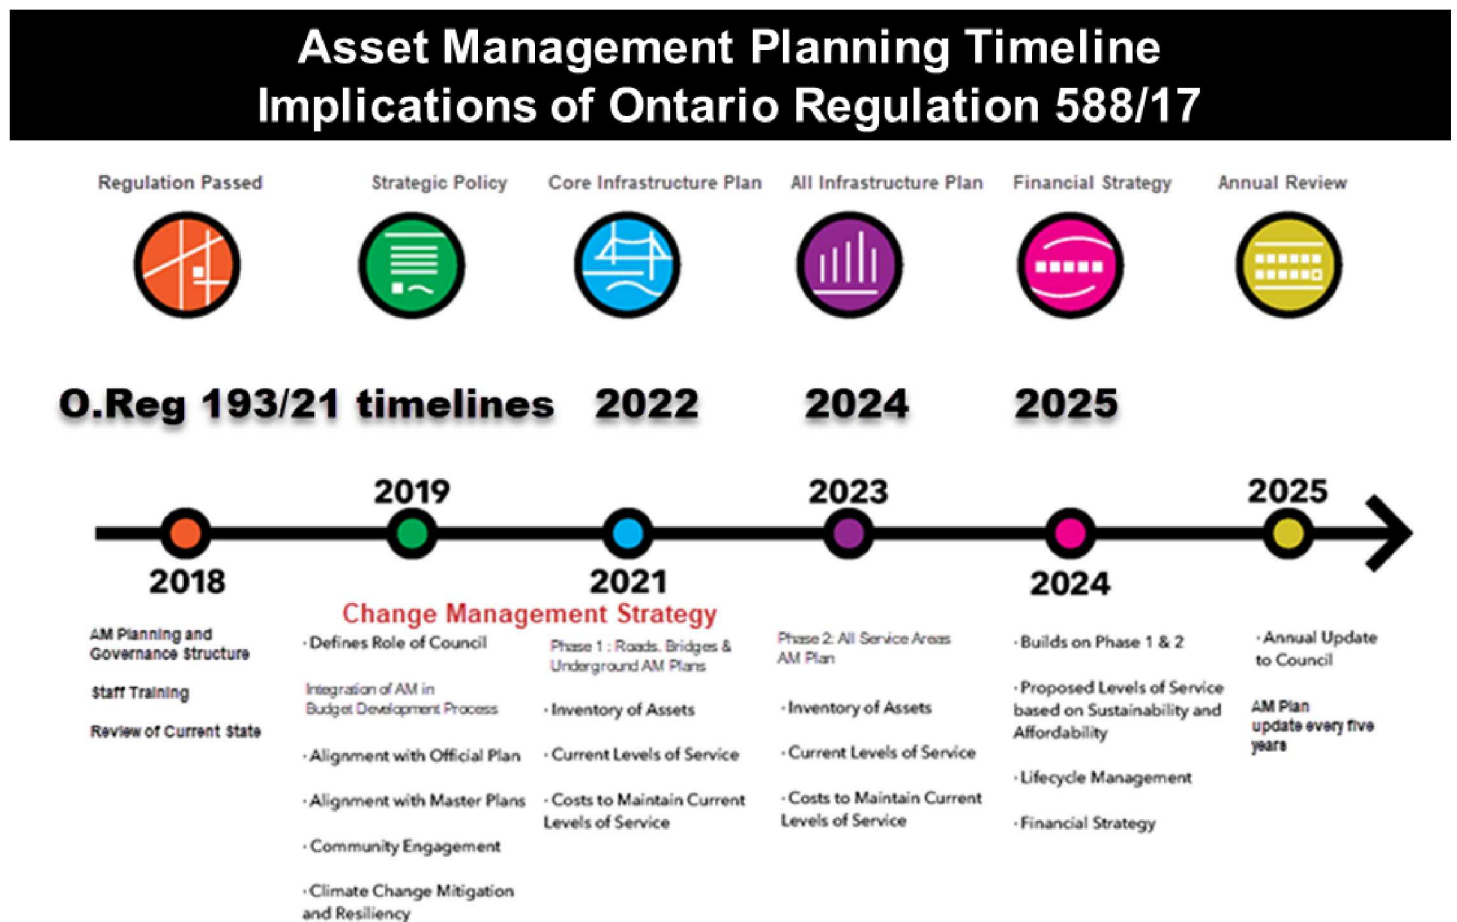 Asset Management Planning Timeline
Implications of Ontario Regulation 588/17
Regulation Passed
Strategic Policy
Core Infrastructure Plan
All Infrastructure Plan
Financial Strategy
Annual Review
O.Reg 193/21 timelines
2022
2024
2025
2018
2019
2021
2023
2024
2025
Change Management Strategy
AM Planning and
Governance Structure
Staff Training
Review of Current State
· Defines Role of Council
Integration of AM in
Budget Development Process
· Alignment with Official Plan
· Alignment with Master Plans
· Community Engagement
· Climate Change Mitigation
and Resiliency
Phase 1 : Roads, Bridges &
Underground AM Plans
· Inventory of Assets
· Current Levels of Service
· Costs to Maintain Current
Levels of Service
Phase 2: All Service Areas
AM Plan
· Inventory of Assets
· Current Levels of Service
· Costs to Maintain Current
Levels of Service
· Builds on Phase 1 & 2
· Proposed Levels of Service
based on Sustainability and
Affordability
· Lifecycle Management
· Financial Strategy
· Annual Update
to Council
AM Plan
update every five
years